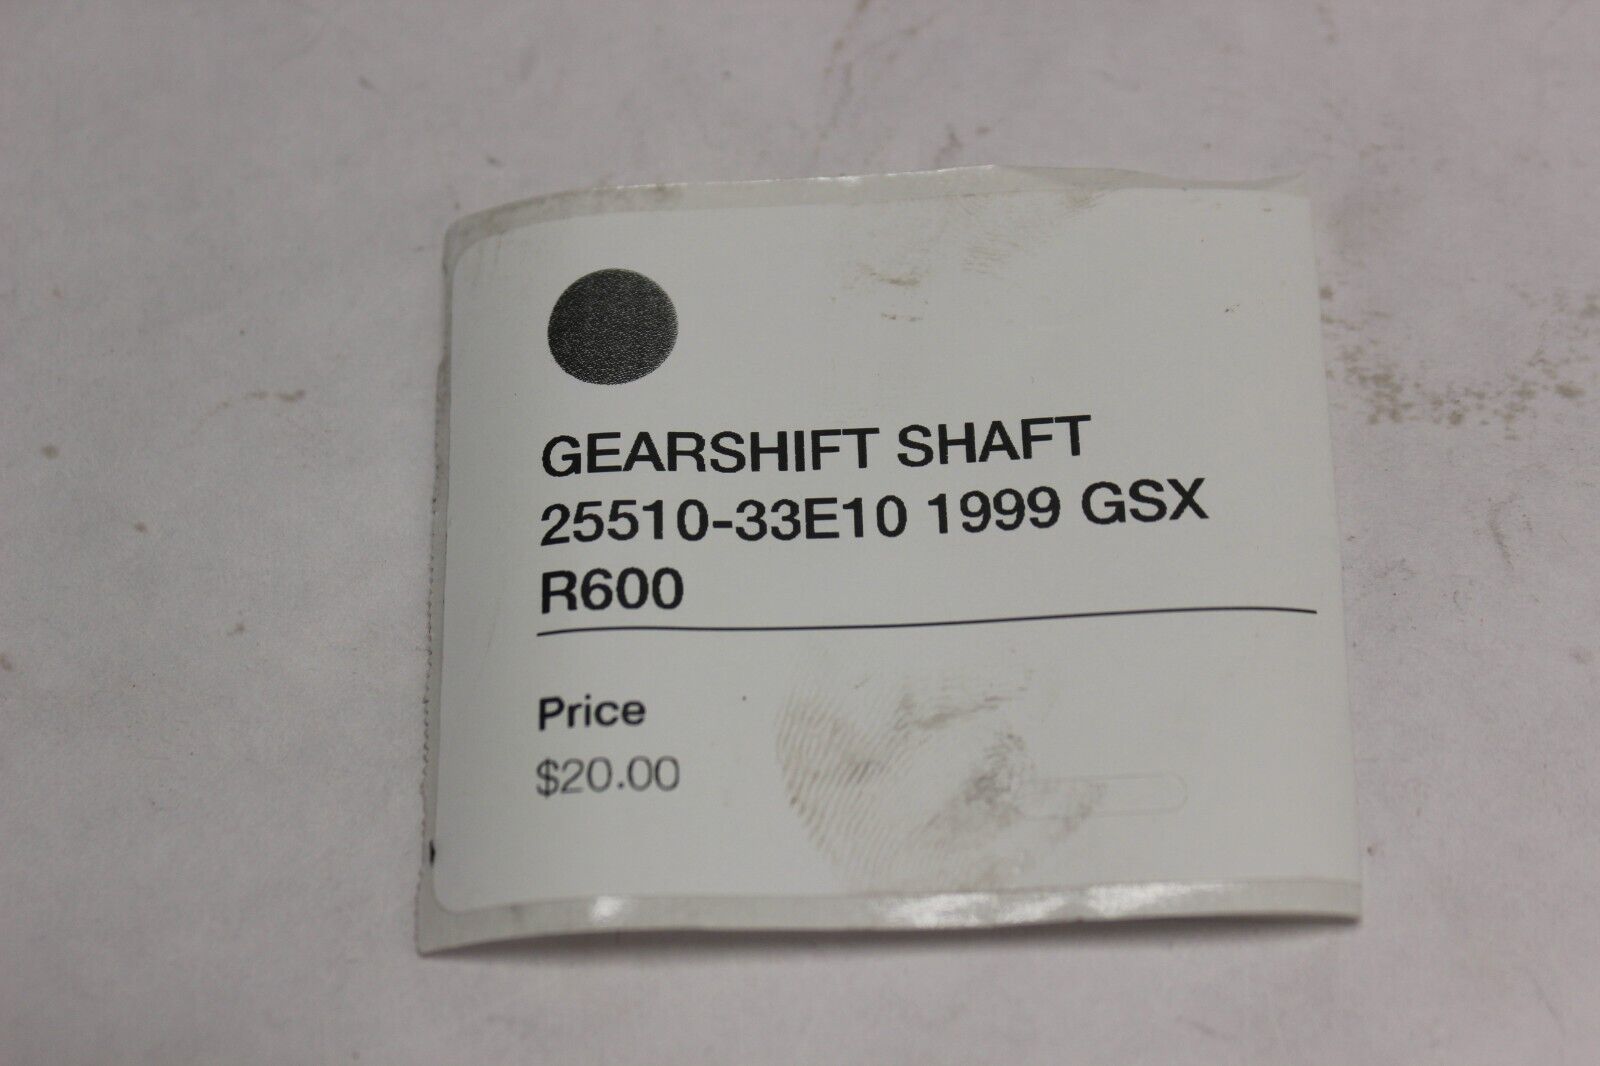 GEARSHIFT SHAFT
25510-33E10 1999 GSX
R600
Price
$20.00